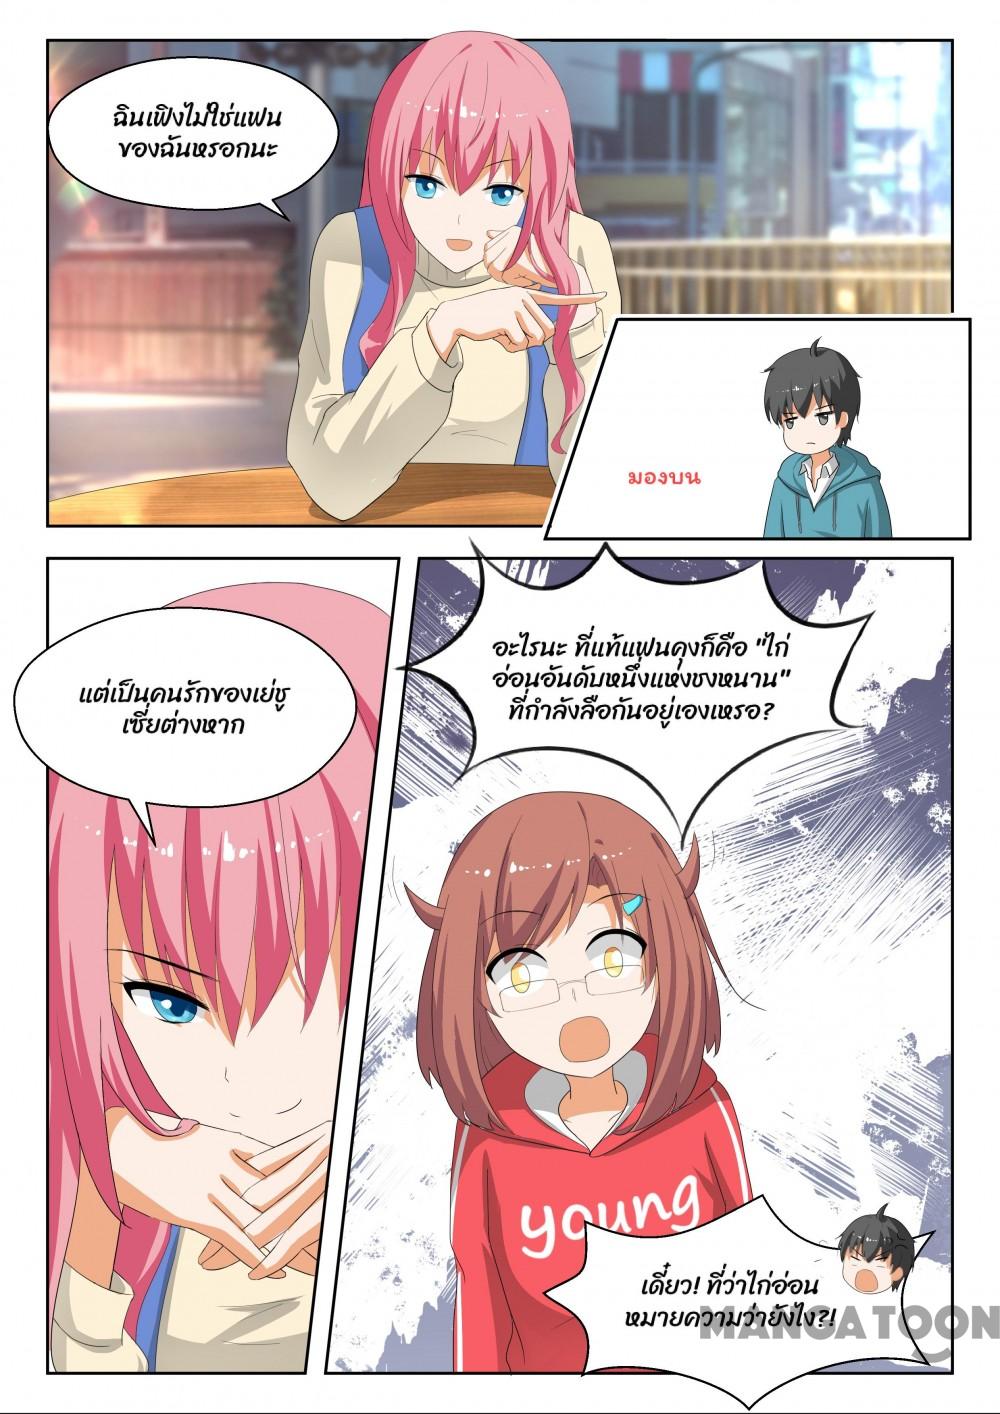 ฉินเฟิงไม่ใช่แฟน
ของฉันหรอกนะ
มองบน
แต่เป็นคนรักของเย่ชู
เซี่ยต่างหาก
อะไรนะ ที่แท้แฟนคุงก็คือ "ไก่
อ่อนอันดับหนึ่งแห่งชงหนาน"
ที่กำลังลือกันอยู่เองเหรอ?
young
เดี๋ยว! ที่ว่าไก่อ่อน
หมายความว่ายังไง?!
MANGATOON